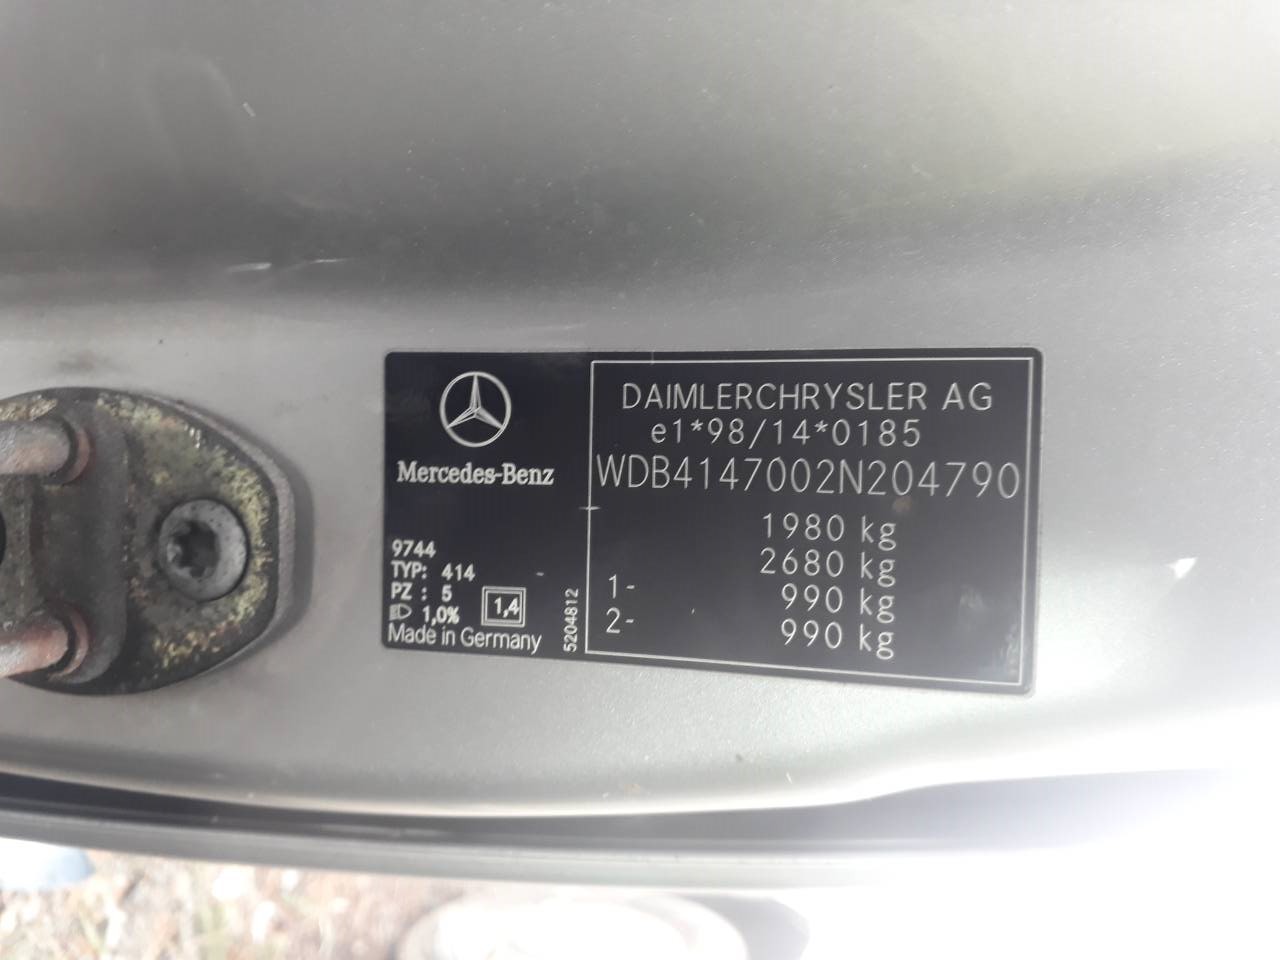 Mercedes-Benz
9744
TYP: 414
PZ : 5
1,0% 1,4
Made in Germany
5204812
DAIMLERCHRYSLER AG
e1*98/14*0185
WDB4147002N204790
1980 kg
2680 kg
1- 990 kg
2- 990 kg